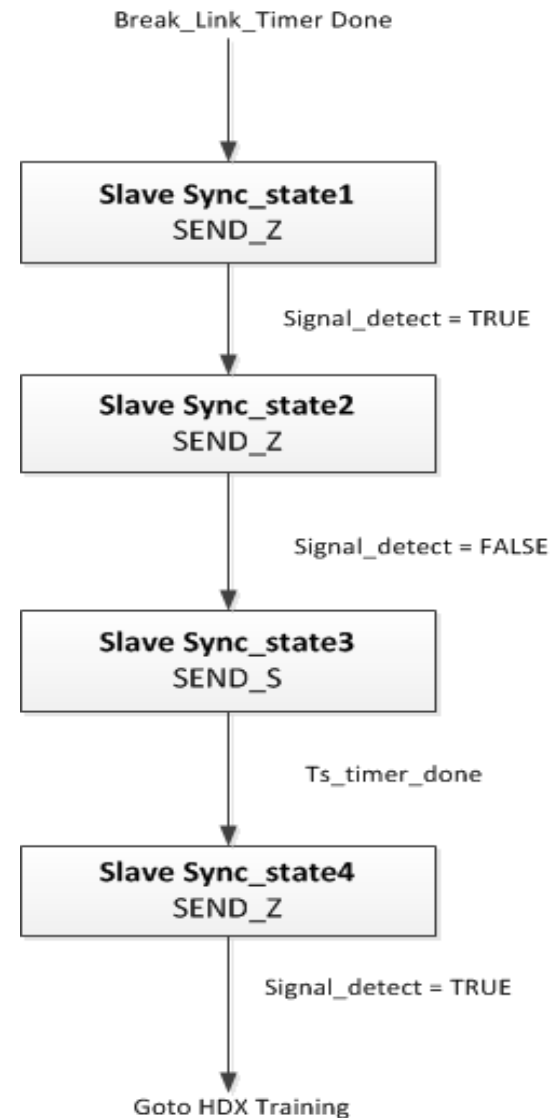 Break_Link_Timer Done
Slave Sync_state1
SEND_Z
Signal_detect = TRUE
Slave Sync_state2
SEND_Z
Signal_detect = FALSE
Slave Sync_state3
SEND_S
Ts_timer_done
Slave Sync_state4
SEND_Z
Signal_detect = TRUE
Goto HDX Training